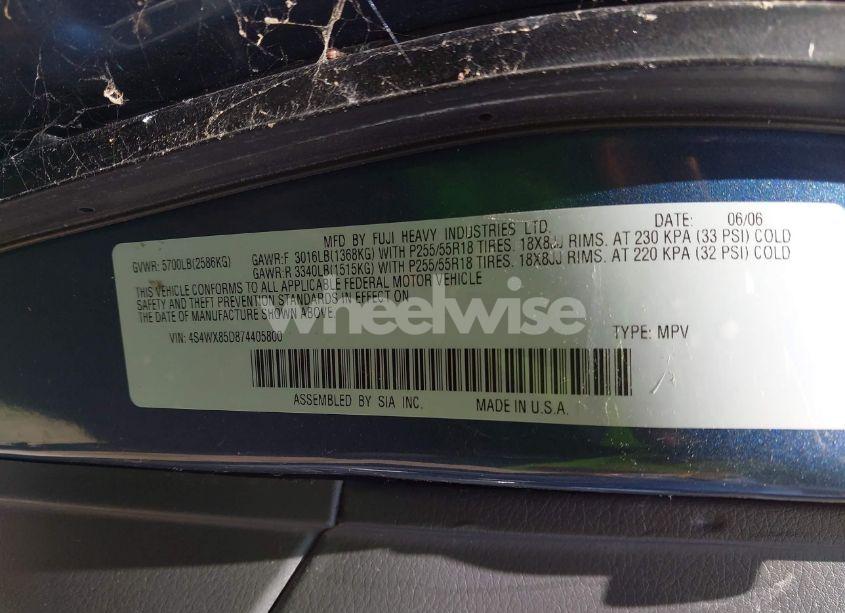 MFD BY FUJI HEAVY INDUSTRIES LTD. DATE: 06/06
GVWR: 5700LB(2586KG) GAWR:F 3016LB(1368KG) WITH P255/55R18 TIRES. 18X8JJ RIMS. AT 230 KPA (33 PSI) COLD
GAWR:R 3340LB(1515KG) WITH P255/55R18 TIRES. 18X8JJ RIMS. AT 220 KPA (32 PSI) COLD
THIS VEHICLE CONFORMS TO ALL APPLICABLE FEDERAL MOTOR VEHICLE
SAFETY AND THEFT PREVENTION STANDARDS IN EFFECT ON
THE DATE OF MANUFACTURE SHOWN ABOVE.
wheelwise
VIN: 4S4WX85D874405800 TYPE: MPV
ASSEMBLED BY SIA INC. MADE IN U.S.A.